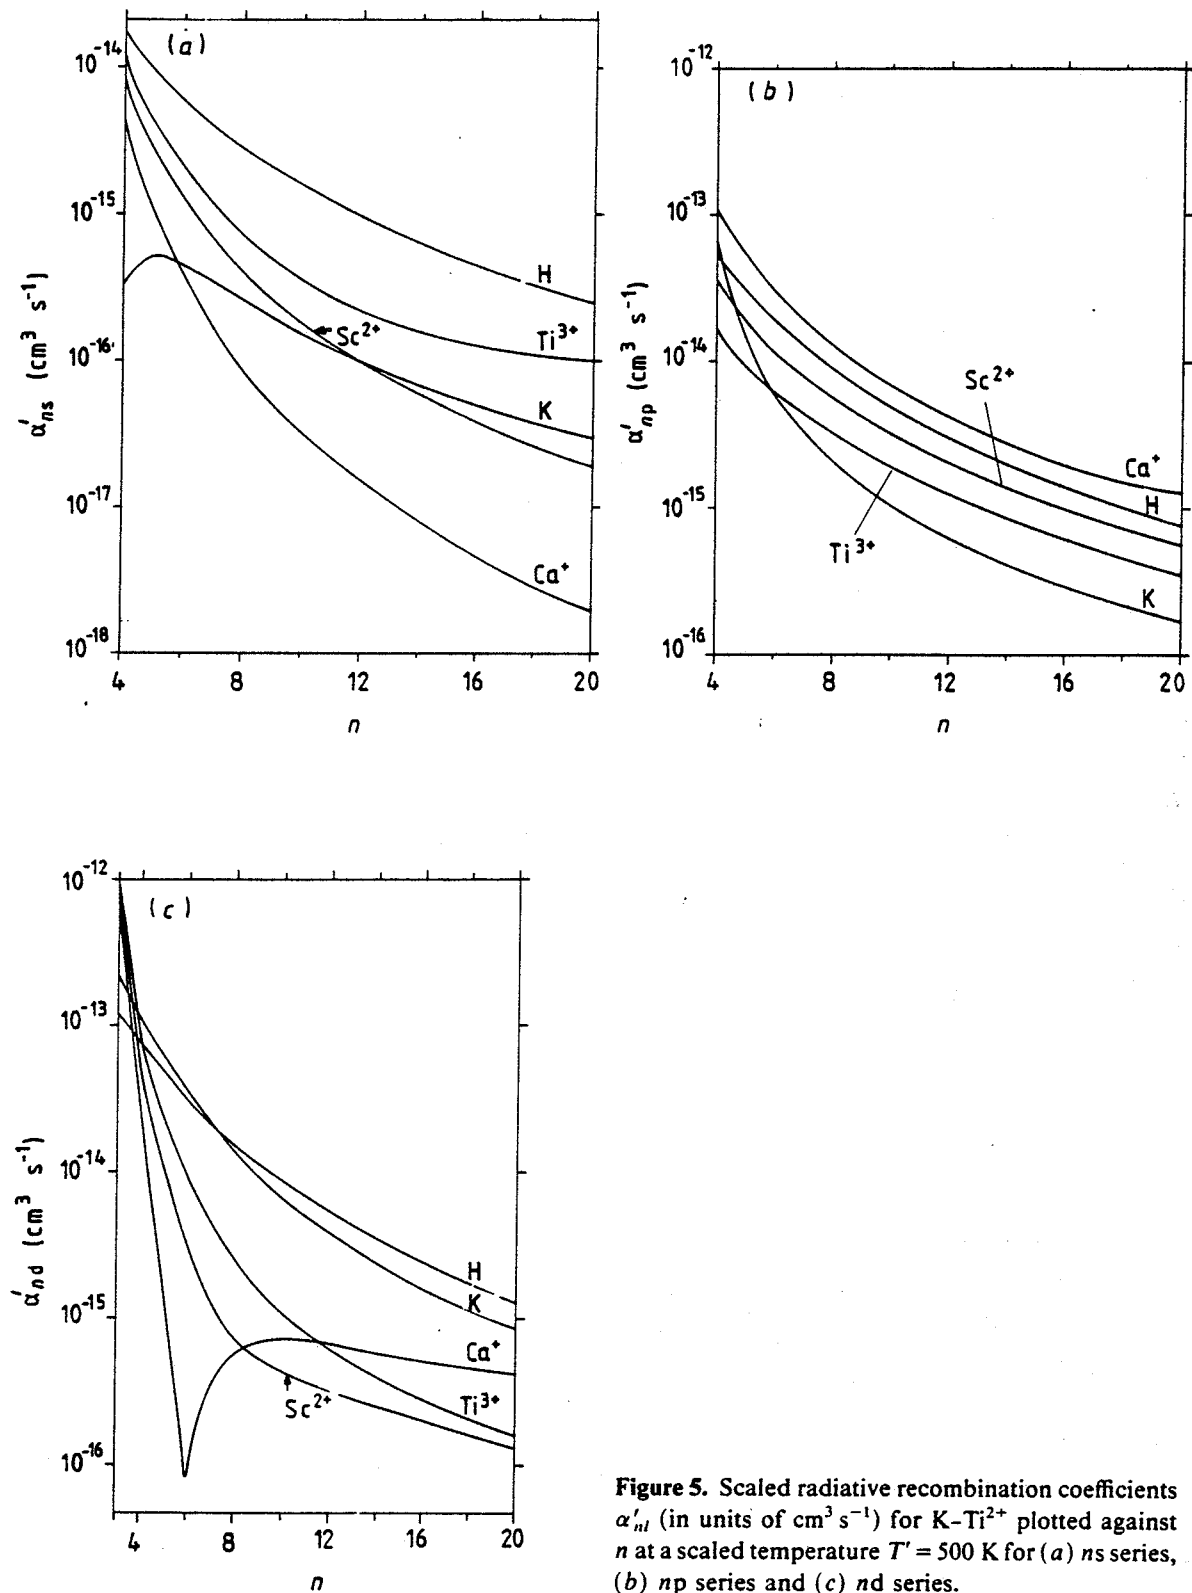 (a)
10⁻¹⁴
10⁻¹⁵
10⁻¹⁶
10⁻¹⁷
10⁻¹⁸
α′ns (cm³ s⁻¹)
H
Ti³⁺
Sc²⁺
K
Ca⁺
4 8 12 16 20
n
(b)
10⁻¹²
10⁻¹³
10⁻¹⁴
10⁻¹⁵
10⁻¹⁶
α′np (cm³ s⁻¹)
Sc²⁺
Ca⁺
H
Ti³⁺
K
4 8 12 16 20
n
(c)
10⁻¹²
10⁻¹³
10⁻¹⁴
10⁻¹⁵
10⁻¹⁶
α′nd (cm³ s⁻¹)
H
K
Ca⁺
Ti³⁺
Sc²⁺
4 8 12 16 20
n
Figure 5. Scaled radiative recombination coefficients
α′nl (in units of cm³ s⁻¹) for K–Ti²⁺ plotted against
n at a scaled temperature T′ = 500 K for (a) ns series,
(b) np series and (c) nd series.